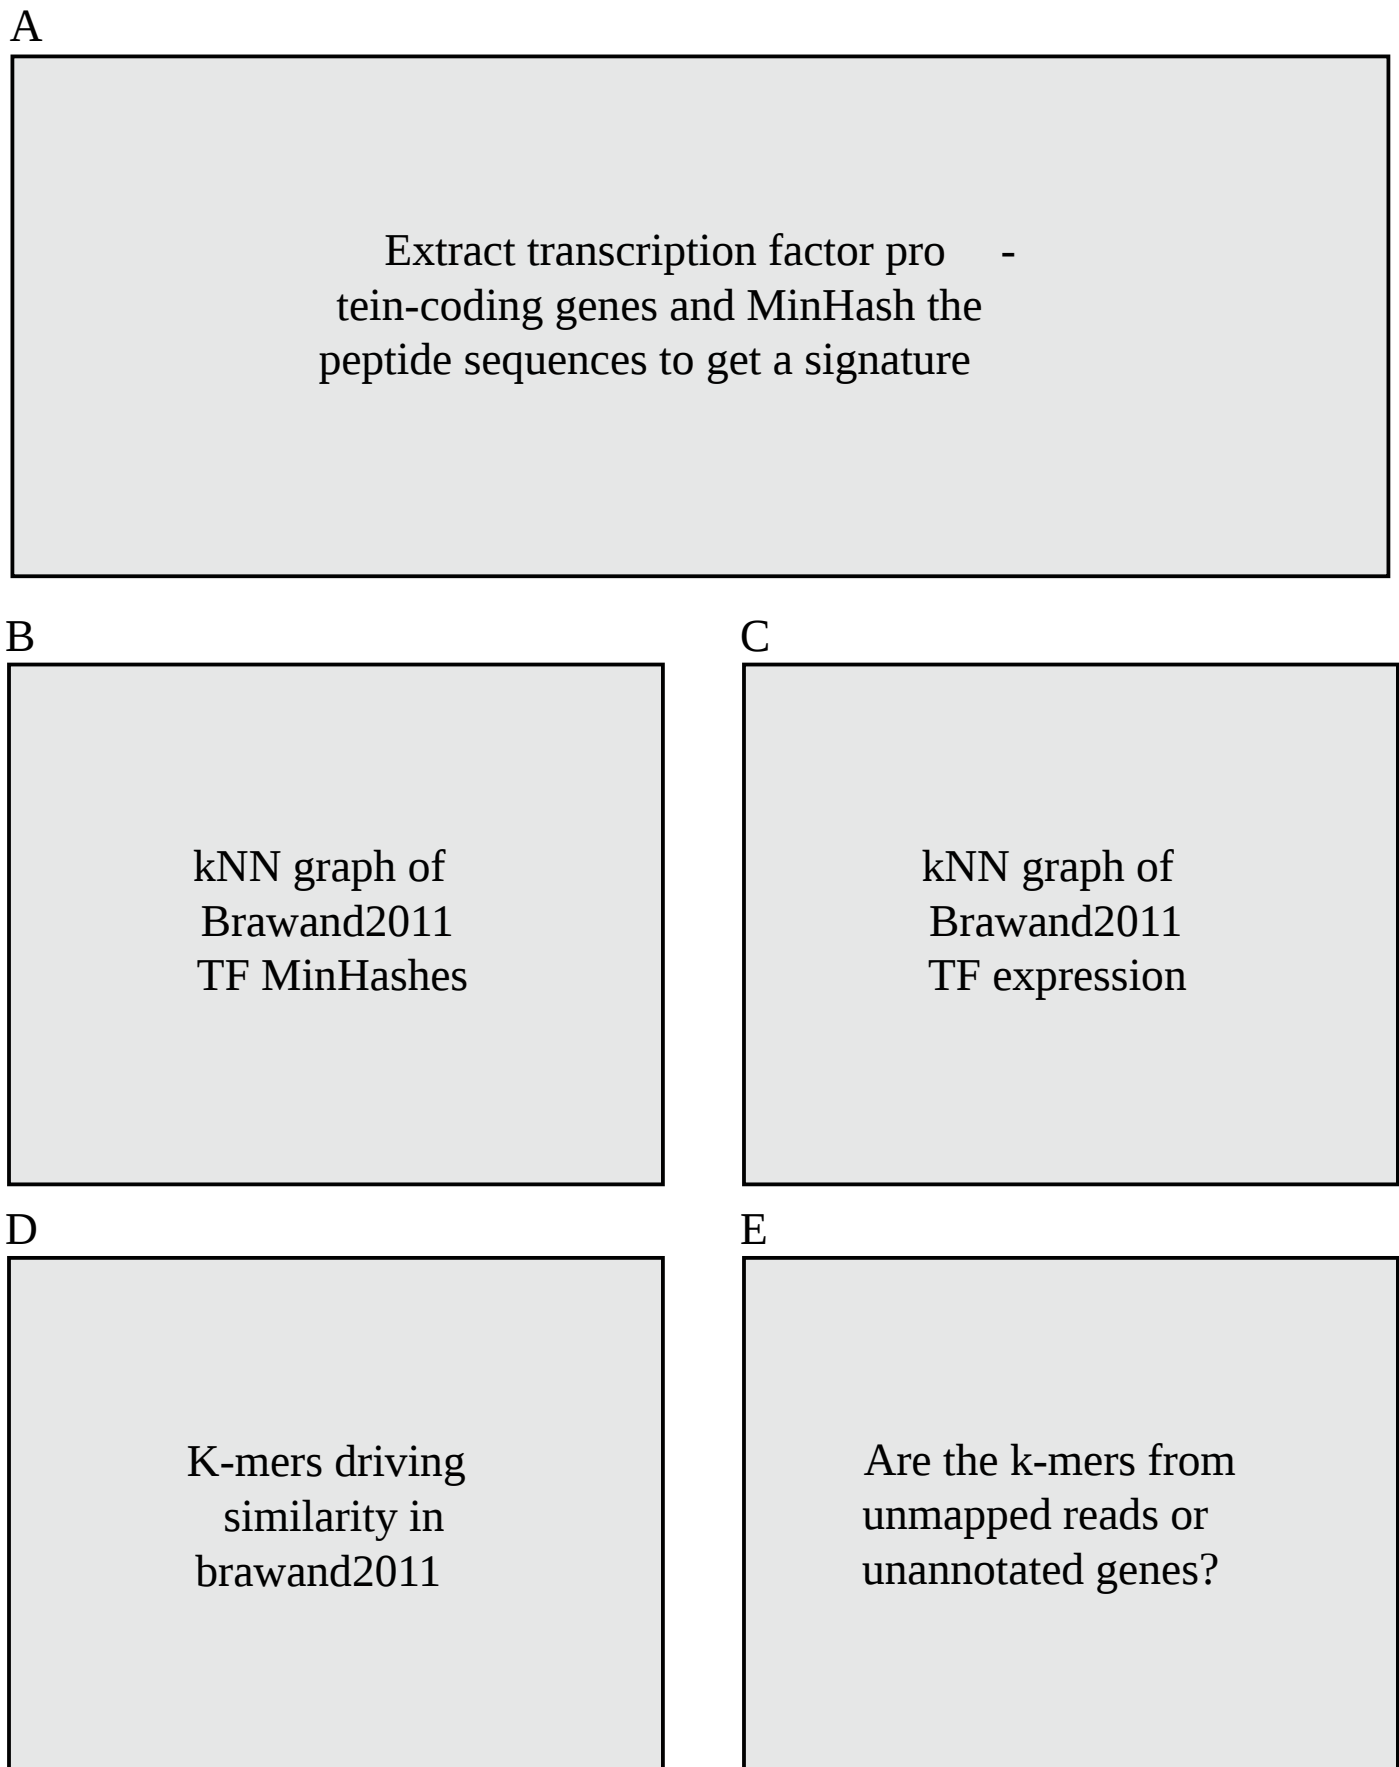 A
Extract transcription factor pro -
tein-coding genes and MinHash the
peptide sequences to get a signature
B
kNN graph of
Brawand2011
TF MinHashes
C
kNN graph of
Brawand2011
TF expression
D
K-mers driving
similarity in
brawand2011
E
Are the k-mers from
unmapped reads or
unannotated genes?